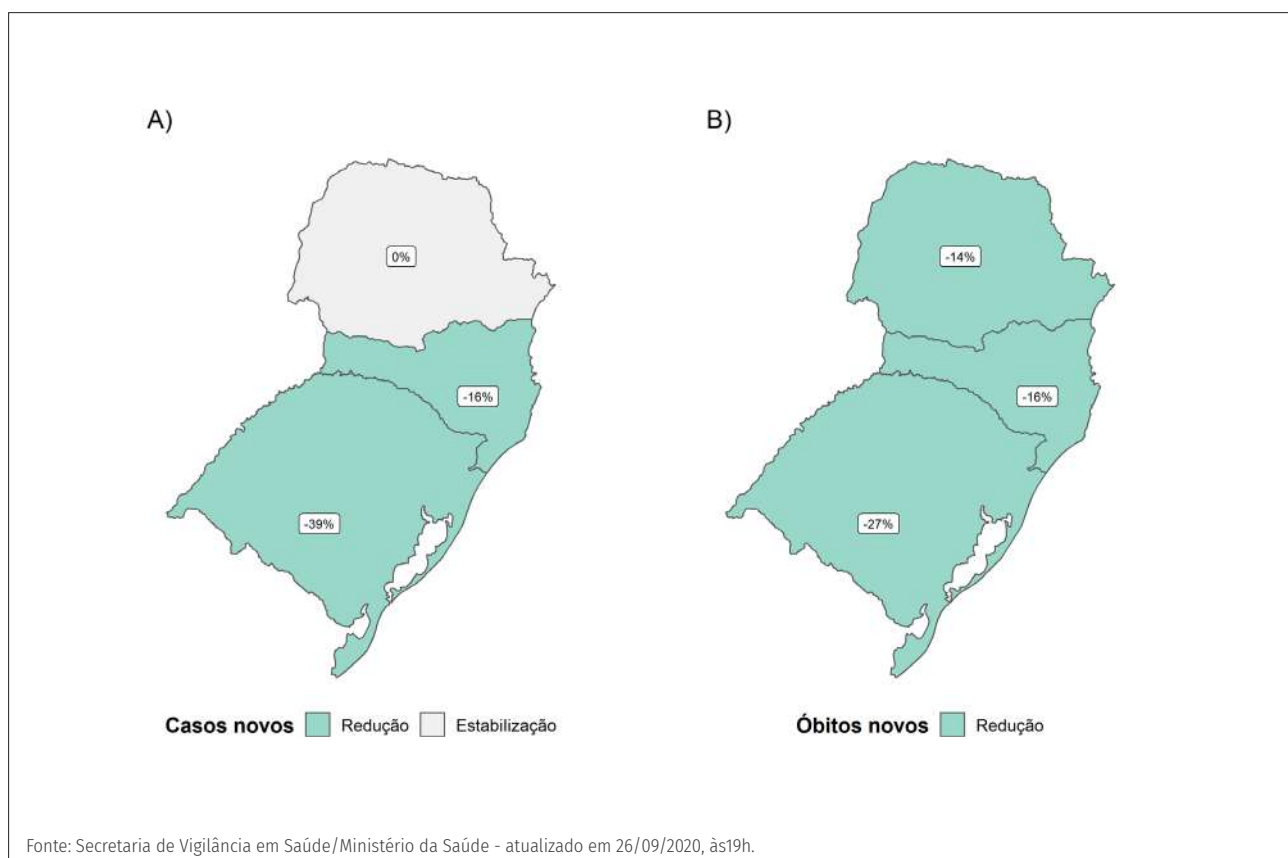 A)
B)
0%
-16%
-39%
-14%
-16%
-27%
Casos novos Redução Estabilização
Óbitos novos Redução
Fonte: Secretaria de Vigilância em Saúde/Ministério da Saúde - atualizado em 26/09/2020, às19h.